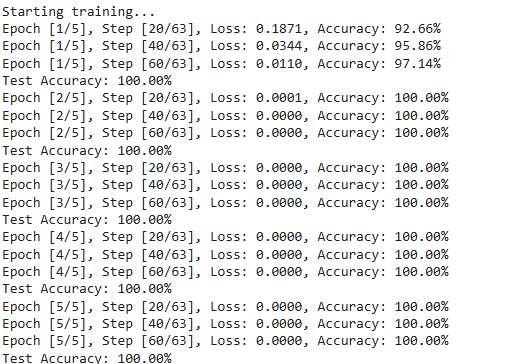 Starting training...
Epoch [1/5], Step [20/63], Loss: 0.1871, Accuracy: 92.66%
Epoch [1/5], Step [40/63], Loss: 0.0344, Accuracy: 95.86%
Epoch [1/5], Step [60/63], Loss: 0.0110, Accuracy: 97.14%
Test Accuracy: 100.00%
Epoch [2/5], Step [20/63], Loss: 0.0001, Accuracy: 100.00%
Epoch [2/5], Step [40/63], Loss: 0.0000, Accuracy: 100.00%
Epoch [2/5], Step [60/63], Loss: 0.0000, Accuracy: 100.00%
Test Accuracy: 100.00%
Epoch [3/5], Step [20/63], Loss: 0.0000, Accuracy: 100.00%
Epoch [3/5], Step [40/63], Loss: 0.0000, Accuracy: 100.00%
Epoch [3/5], Step [60/63], Loss: 0.0000, Accuracy: 100.00%
Test Accuracy: 100.00%
Epoch [4/5], Step [20/63], Loss: 0.0000, Accuracy: 100.00%
Epoch [4/5], Step [40/63], Loss: 0.0000, Accuracy: 100.00%
Epoch [4/5], Step [60/63], Loss: 0.0000, Accuracy: 100.00%
Test Accuracy: 100.00%
Epoch [5/5], Step [20/63], Loss: 0.0000, Accuracy: 100.00%
Epoch [5/5], Step [40/63], Loss: 0.0000, Accuracy: 100.00%
Epoch [5/5], Step [60/63], Loss: 0.0000, Accuracy: 100.00%
Test Accuracy: 100.00%